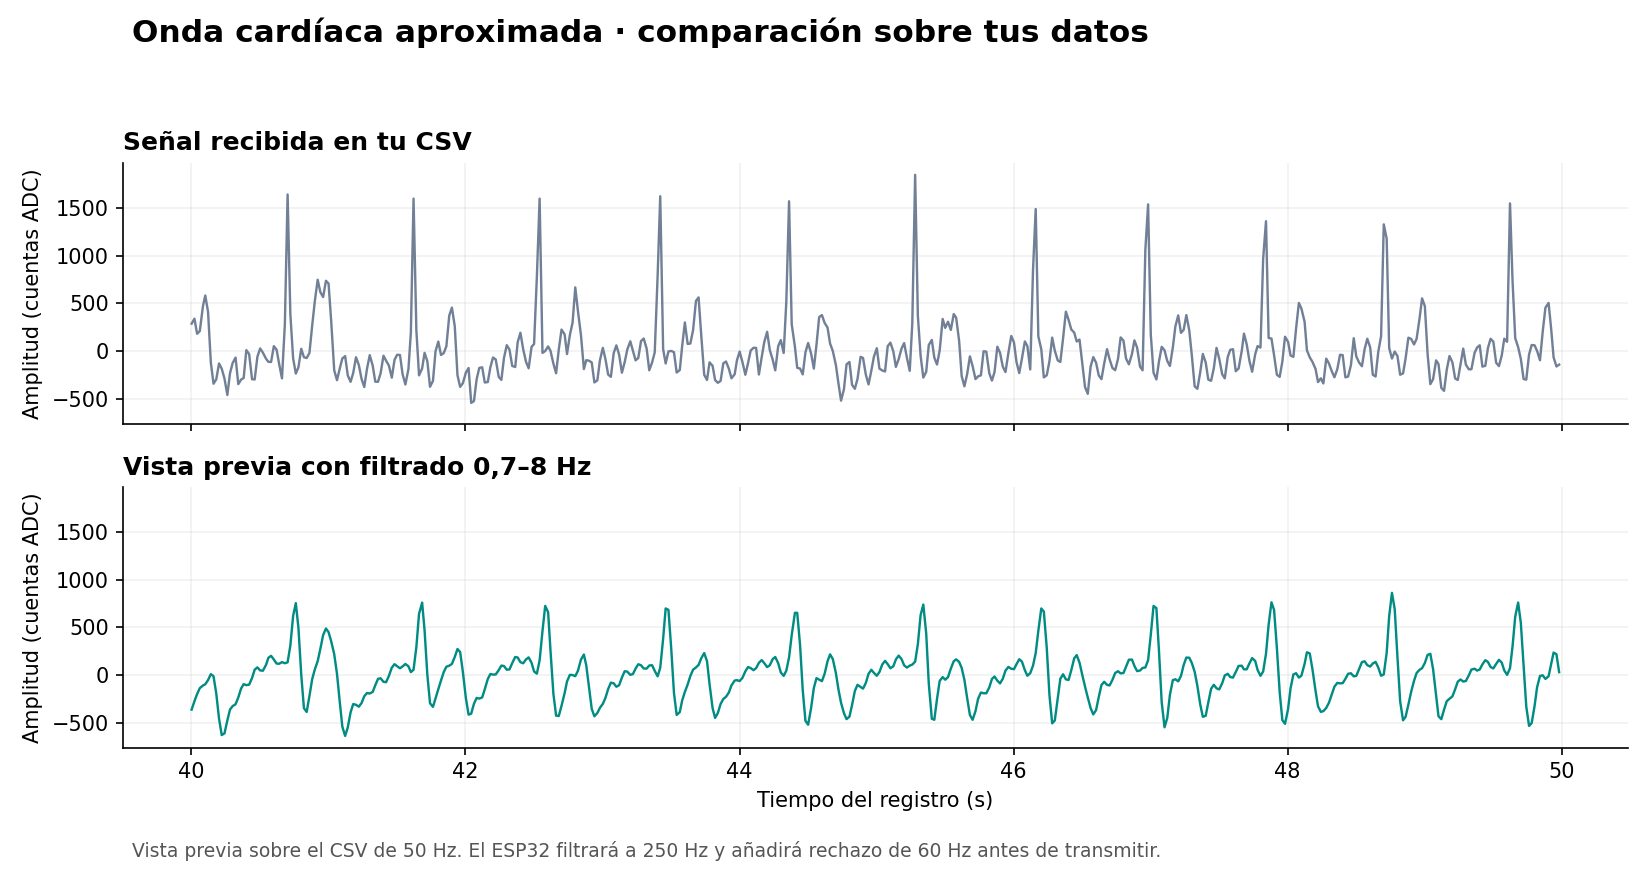 Onda cardíaca aproximada · comparación sobre tus datos
Señal recibida en tu CSV
Amplitud (cuentas ADC)
1500
1000
500
0
−500
Vista previa con filtrado 0,7–8 Hz
Amplitud (cuentas ADC)
1500
1000
500
0
−500
40 42 44 46 48 50
Tiempo del registro (s)
Vista previa sobre el CSV de 50 Hz. El ESP32 filtrará a 250 Hz y añadirá rechazo de 60 Hz antes de transmitir.